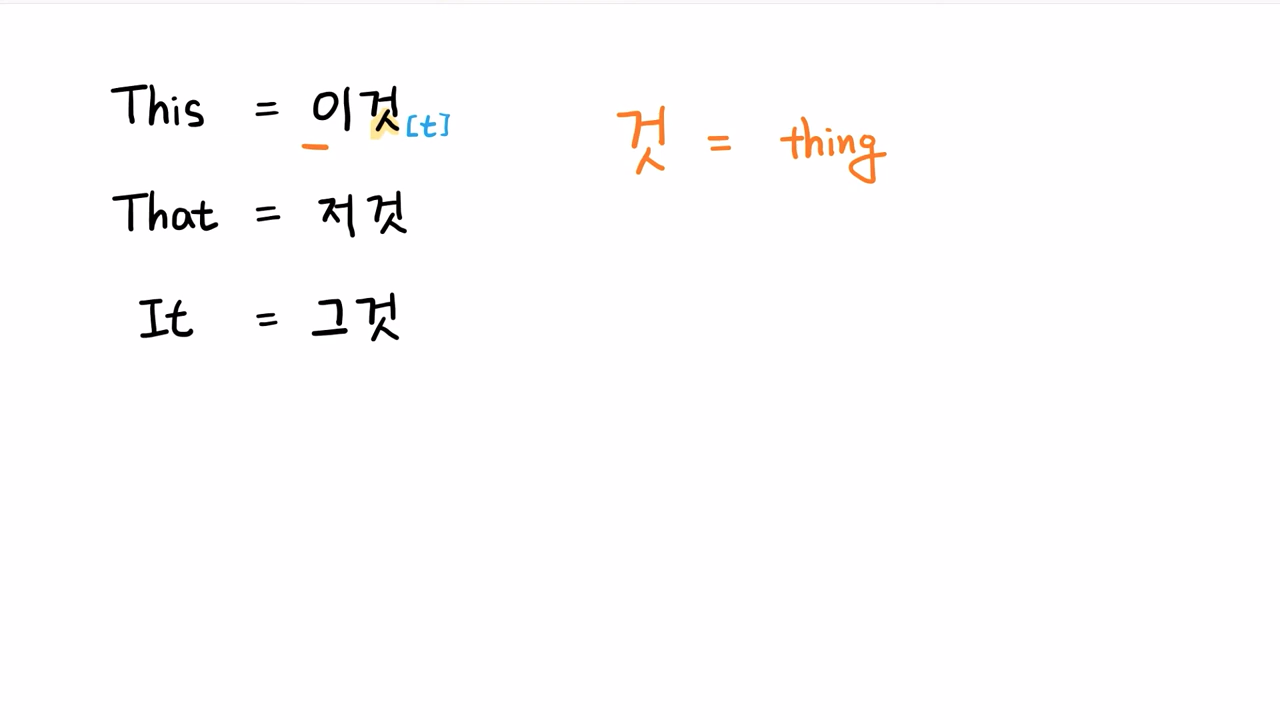 This = 이것 [t]
것 = thing
That = 저것
It = 그것